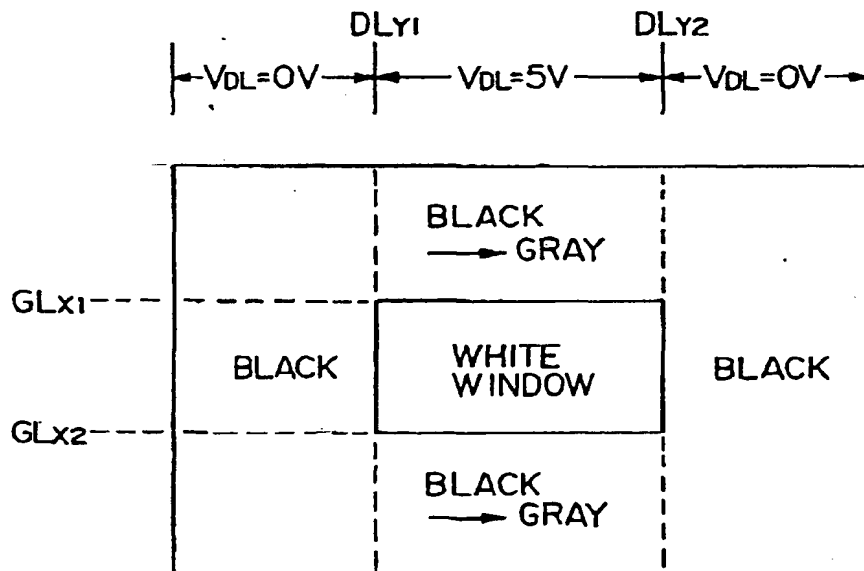 DLY1 DLY2
VDL=0V VDL=5V VDL=0V
BLACK
GRAY
GLX1
BLACK WHITE WINDOW BLACK
GLX2
BLACK
GRAY